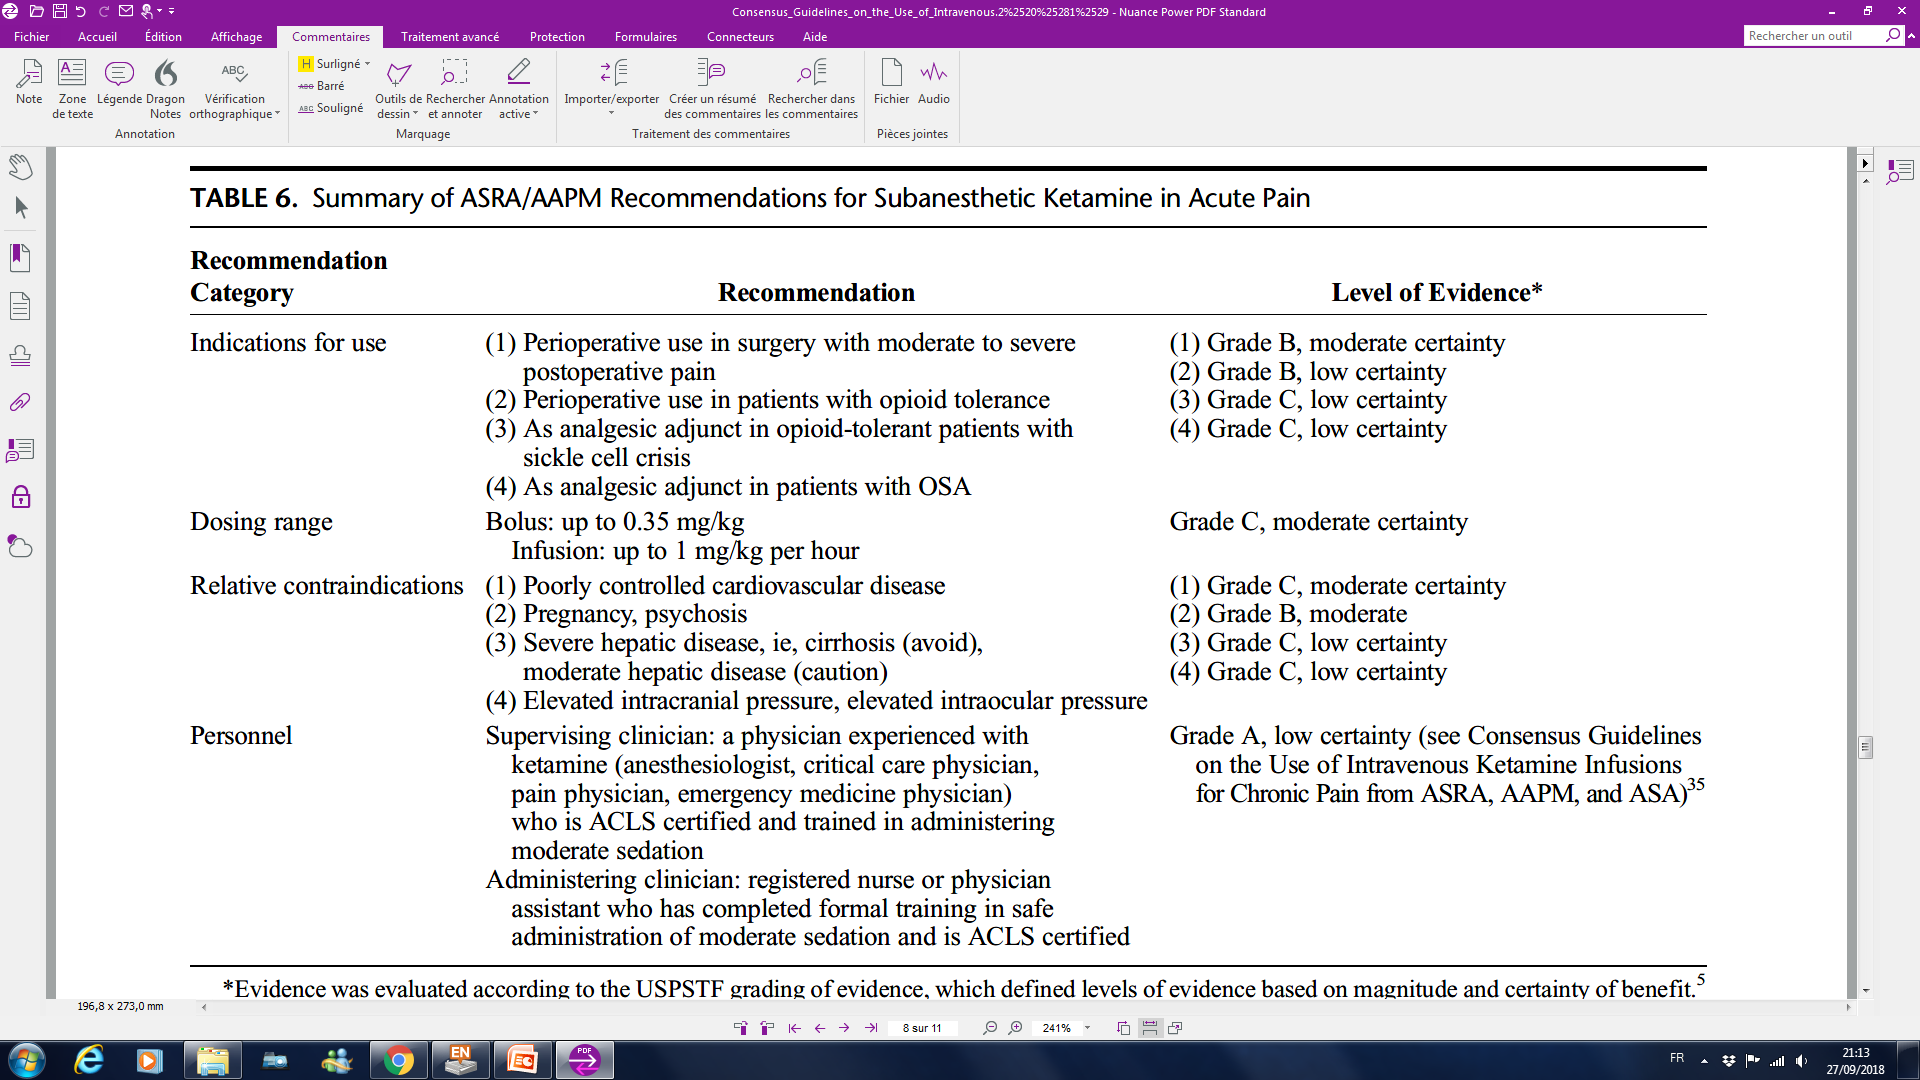 Consensus_Guidelines_on_the_Use_of_Intravenous.2%2520%25281%2529 - Nuance Power PDF Standard
Fichier Accueil Édition Affichage Commentaires Traitement avancé Protection Formulaires Connecteurs Aide
Rechercher un outil
Note
Zone de texte
Légende
Dragon Notes
ABC
Vérification orthographique
Annotation
H Surligné
ABC Barré
ABC Souligné
Outils de dessin
Rechercher et annoter
Annotation active
Marquage
Importer/exporter
Créer un résumé des commentaires
Rechercher dans les commentaires
Traitement des commentaires
Fichier
Audio
Pièces jointes
TABLE 6. Summary of ASRA/AAPM Recommendations for Subanesthetic Ketamine in Acute Pain
Recommendation
Category Recommendation Level of Evidence*
Indications for use (1) Perioperative use in surgery with moderate to severe (1) Grade B, moderate certainty
postoperative pain (2) Grade B, low certainty
(2) Perioperative use in patients with opioid tolerance (3) Grade C, low certainty
(3) As analgesic adjunct in opioid-tolerant patients with (4) Grade C, low certainty
sickle cell crisis
(4) As analgesic adjunct in patients with OSA
Dosing range Bolus: up to 0.35 mg/kg Grade C, moderate certainty
Infusion: up to 1 mg/kg per hour
Relative contraindications (1) Poorly controlled cardiovascular disease (1) Grade C, moderate certainty
(2) Pregnancy, psychosis (2) Grade B, moderate
(3) Severe hepatic disease, ie, cirrhosis (avoid), (3) Grade C, low certainty
moderate hepatic disease (caution) (4) Grade C, low certainty
(4) Elevated intracranial pressure, elevated intraocular pressure
Personnel Supervising clinician: a physician experienced with Grade A, low certainty (see Consensus Guidelines
ketamine (anesthesiologist, critical care physician, on the Use of Intravenous Ketamine Infusions
pain physician, emergency medicine physician) for Chronic Pain from ASRA, AAPM, and ASA)35
who is ACLS certified and trained in administering
moderate sedation
Administering clinician: registered nurse or physician
assistant who has completed formal training in safe
administration of moderate sedation and is ACLS certified
*Evidence was evaluated according to the USPSTF grading of evidence, which defined levels of evidence based on magnitude and certainty of benefit.5
196,8 x 273,0 mm
8 sur 11
241%
EN
PDF
FR
21:13
27/09/2018